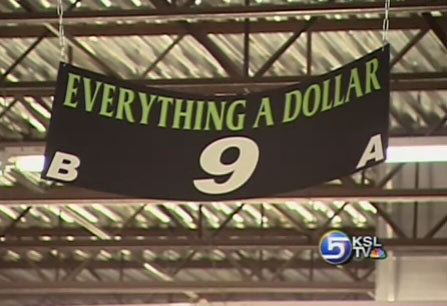 EVERYTHING A DOLLAR
B 9 A
5 KSL
TV